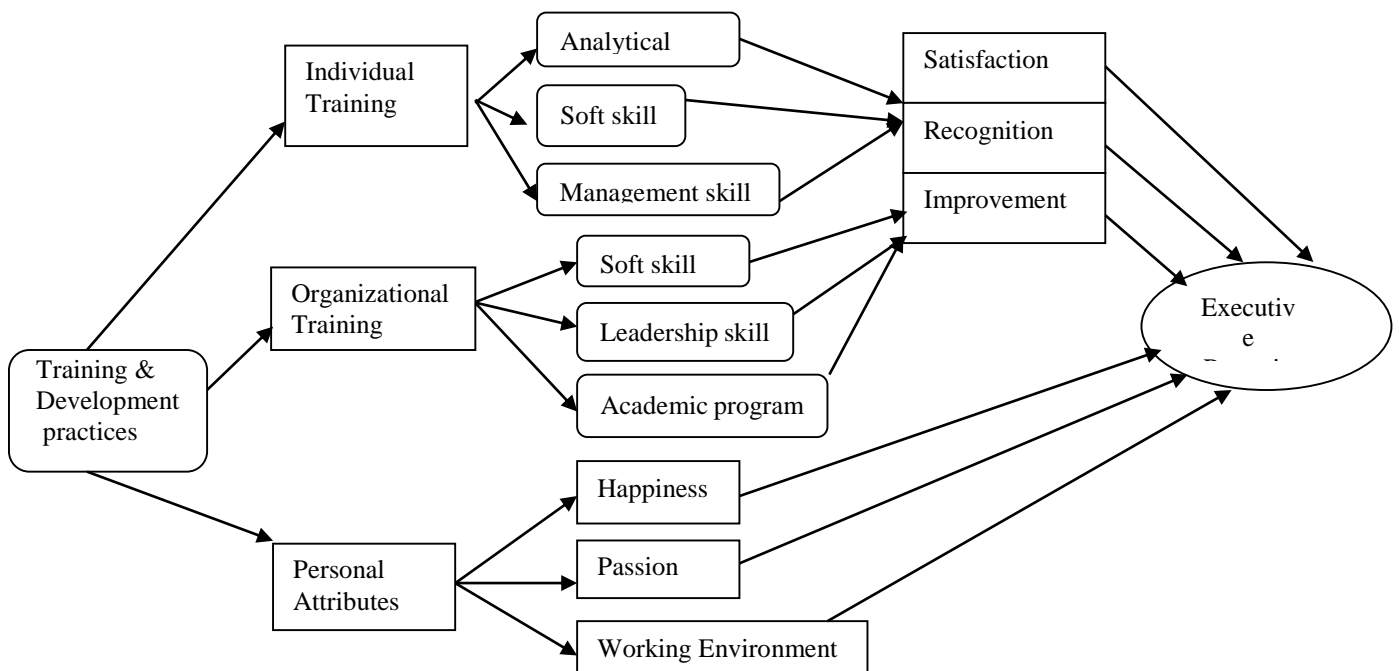 Analytical
Individual
Training
Satisfaction
Soft skill
Recognition
Management skill
Improvement
Soft skill
Organizational
Training
Leadership skill
Executiv
e
Training &
Development
practices
Academic program
Happiness
Passion
Personal
Attributes
Working Environment